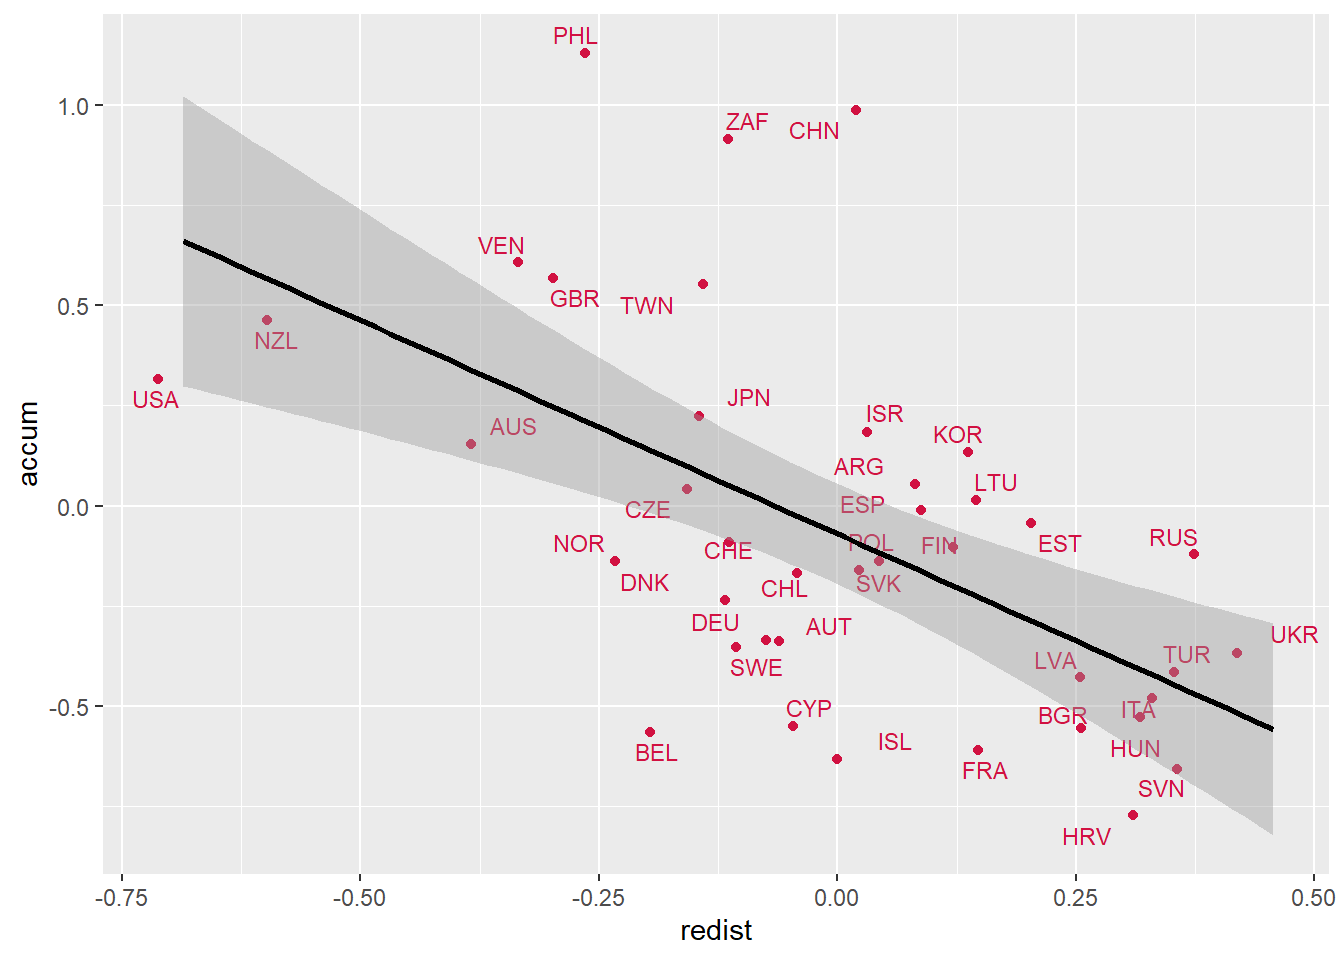 PHL
1.0
ZAF
CHN
VEN
GBR
TWN
0.5
NZL
USA
JPN
ISR
AUS
KOR
ARG
LTU
accum
CZE
ESP
0.0
NOR
CHE
POL
FIN
EST
RUS
DNK
CHL
SVK
DEU
AUT
UKR
SWE
LVA
TUR
-0.5
CYP
BGR
ITA
BEL
ISL
FRA
HUN
SVN
HRV
-0.75
-0.50
-0.25
0.00
0.25
0.50
redist